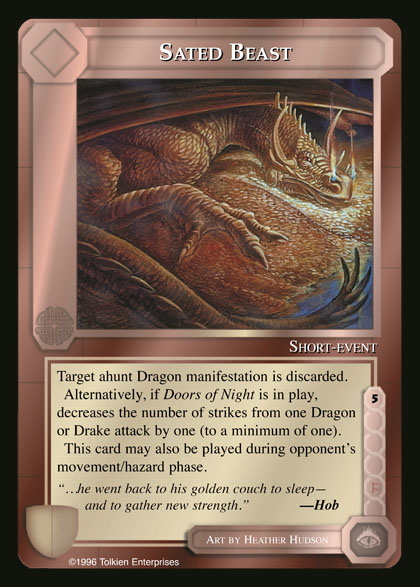 SATED BEAST
SHORT-EVENT
Target ahunt Dragon manifestation is discarded.
Alternatively, if Doors of Night is in play,
decreases the number of strikes from one Dragon
or Drake attack by one (to a minimum of one).
This card may also be played during opponent's
movement/hazard phase.
5
“…he went back to his golden couch to sleep—
and to gather new strength.” —Hob
F
ART BY HEATHER HUDSON
©1996 Tolkien Enterprises